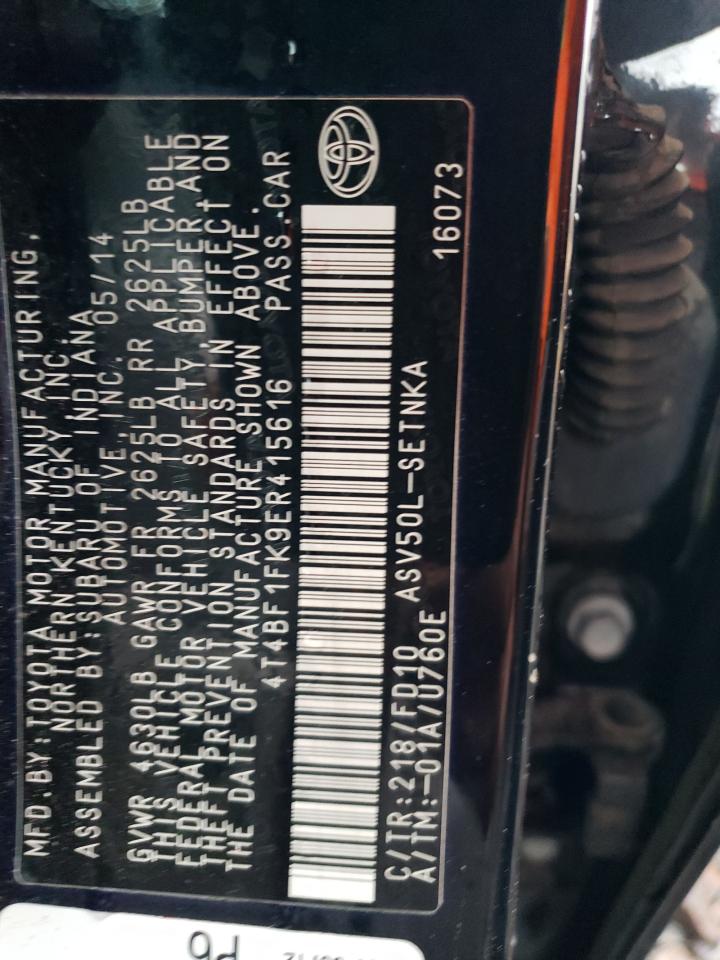 MFD.BY:TOYOTA MOTOR MANUFACTURING,
NORTHERN KENTUCKY INC.
ASSEMBLED BY:SUBARU OF INDIANA
AUTOMOTIVE,INC. 05/14
GVWR 4630LB GAWR FR 2625LB RR 2625LB
THIS VEHICLE CONFORMS TO ALL APPLICABLE
FEDERAL MOTOR VEHICLE SAFETY,BUMPER,AND
THEFT PREVENTION STANDARDS IN EFFECT ON
THE DATE OF MANUFACTURE SHOWN ABOVE.
4T4BF1FK9ER415616 PASS.CAR
C/TR:218/FD10 ASV50L-SETNKA
A/TM:-01A/U760E 16073